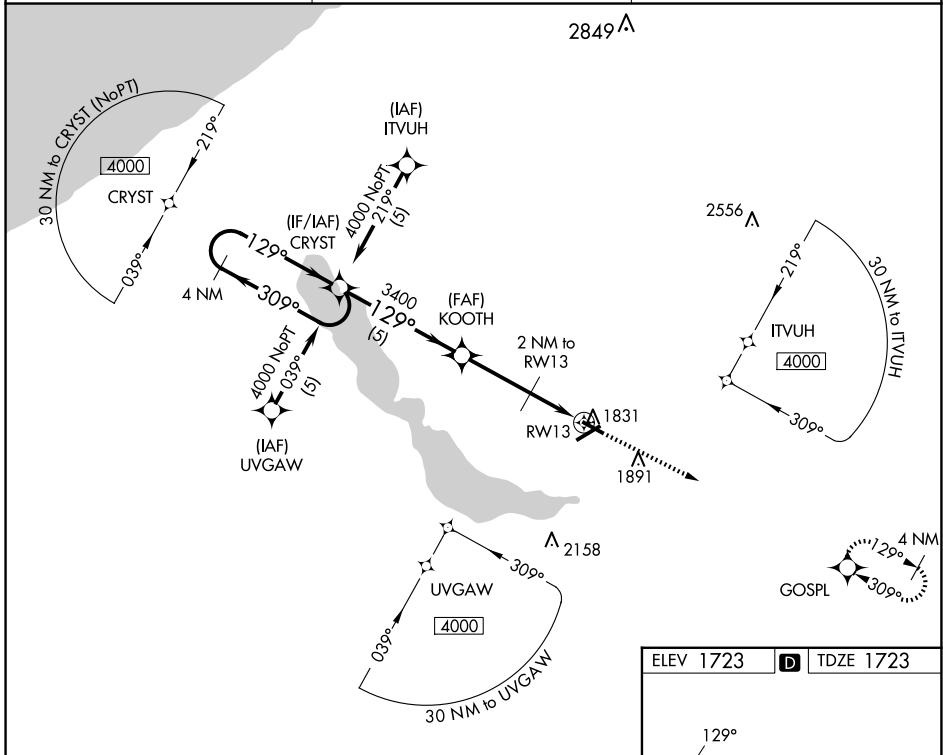 2849
30 NM to CRYST (NoPT)
219°
4000
CRYST
039°
(IAF)
ITVUH
4000 NoPT
219°
(5)
(IF/IAF)
CRYST
129°
4 NM
309°
3400
129°
(5)
(FAF)
KOOTH
2 NM to
RW13
RW13
1831
1891
4000 NoPT
039°
(5)
(IAF)
UVGAW
2556
219°
30 NM to ITVUH
ITVUH
4000
309°
2158
309°
UVGAW
4000
039°
30 NM to UVGAW
4 NM
129°
309°
GOSPL
ELEV 1723 D TDZE 1723
129°